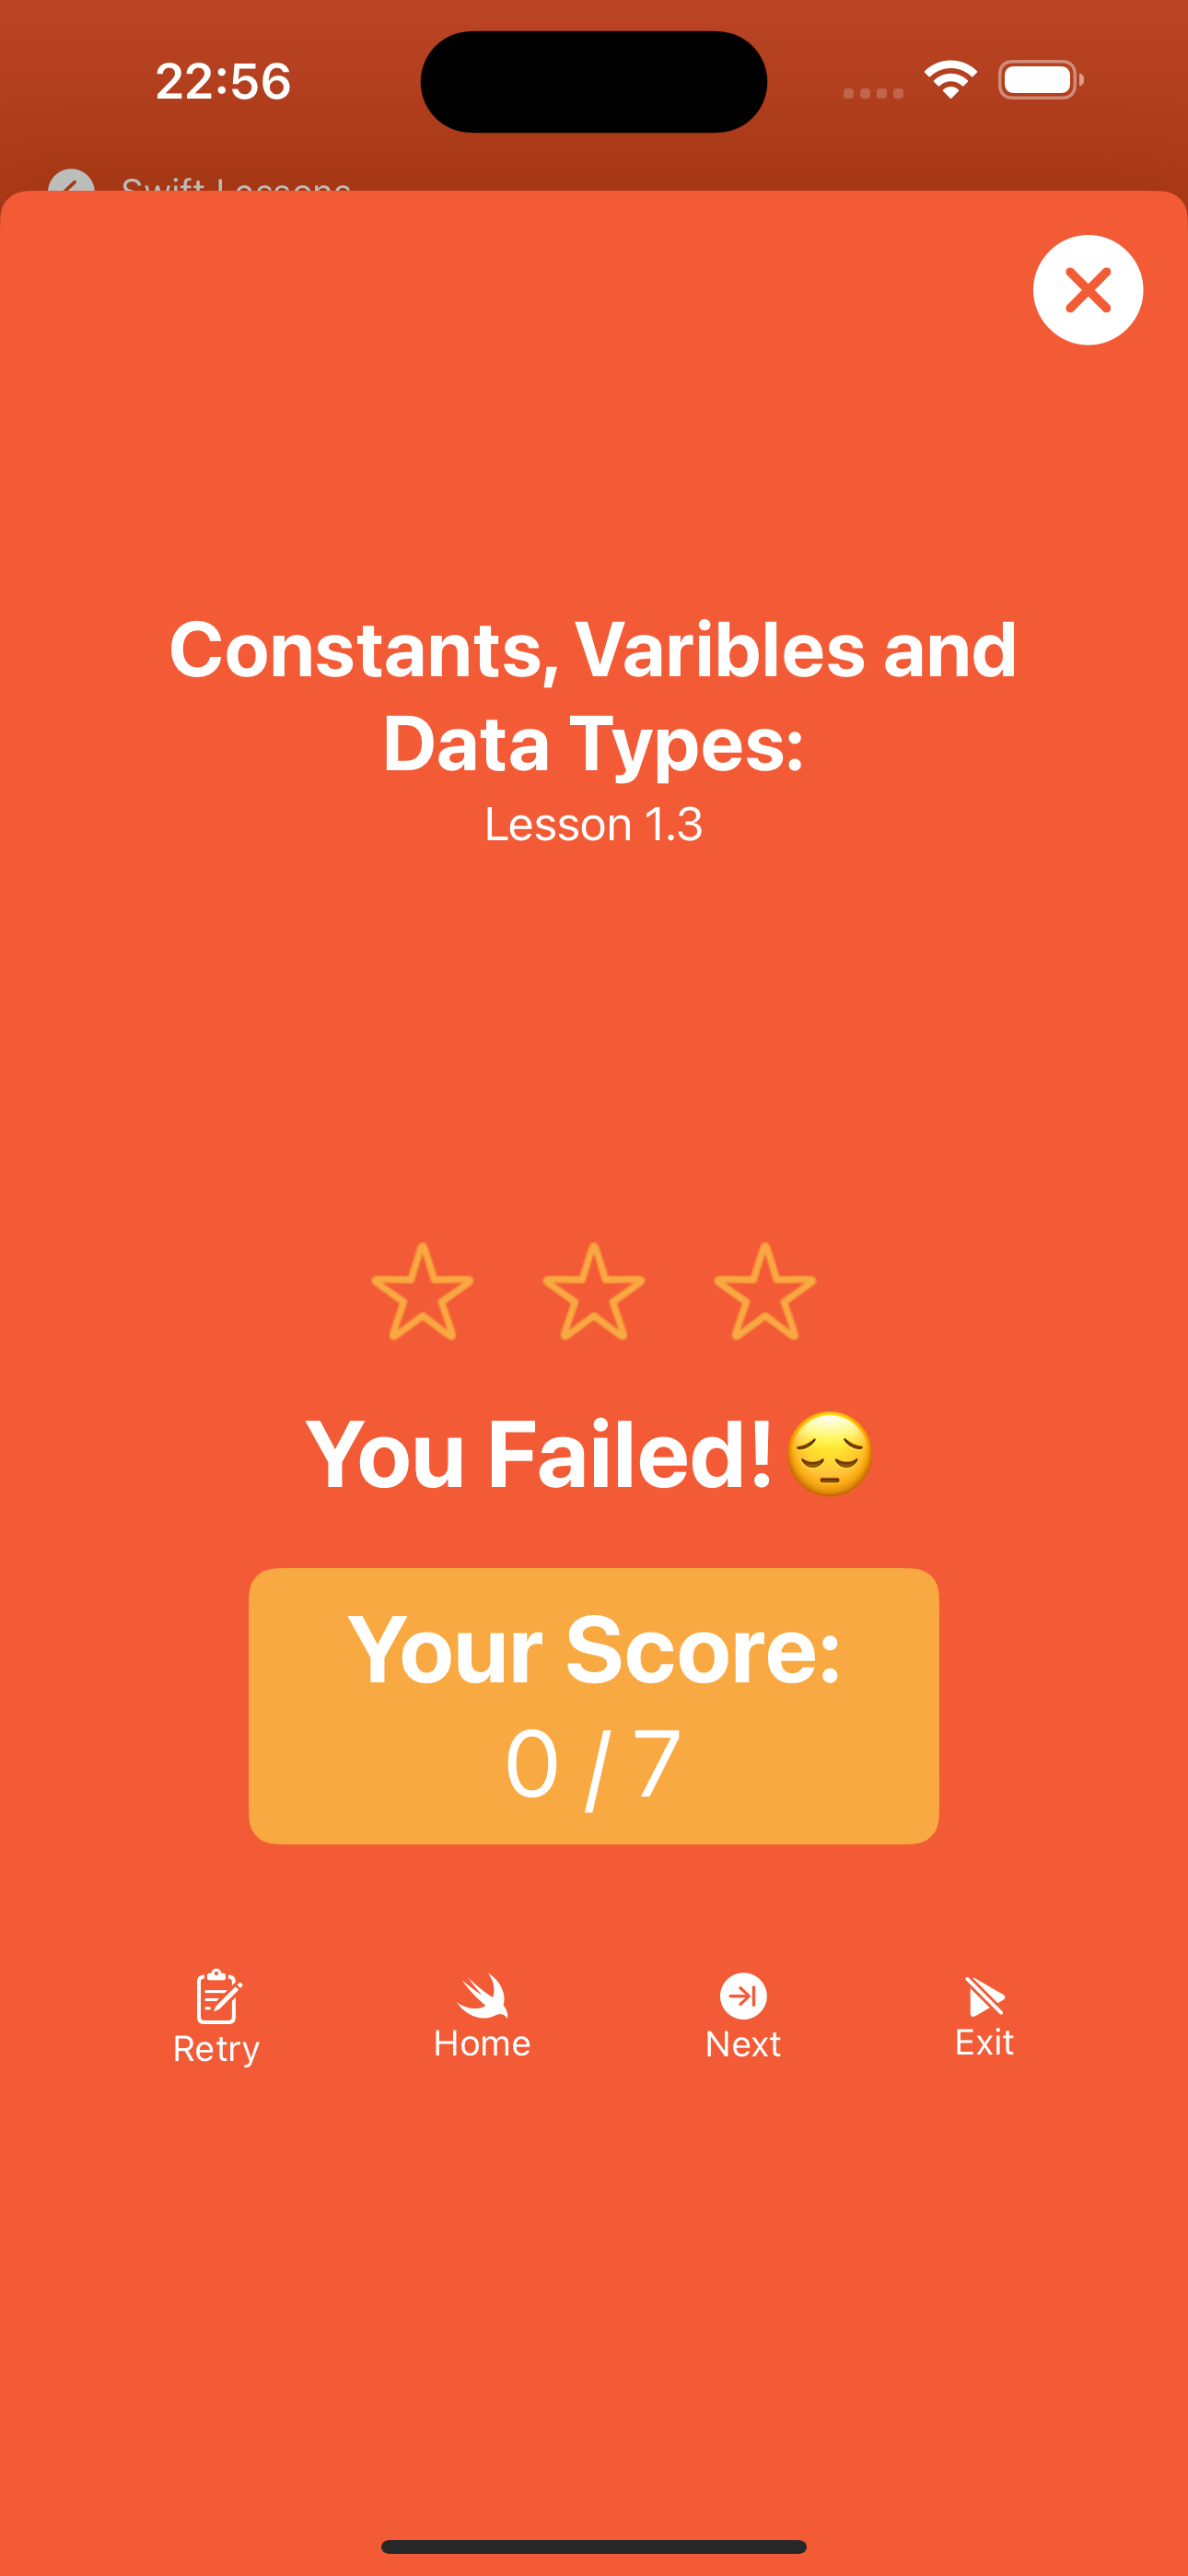 22:56
Swift Lessons
Constants, Varibles and
Data Types:
Lesson 1.3
You Failed!😔
Your Score:
0 / 7
Retry
Home
Next
Exit